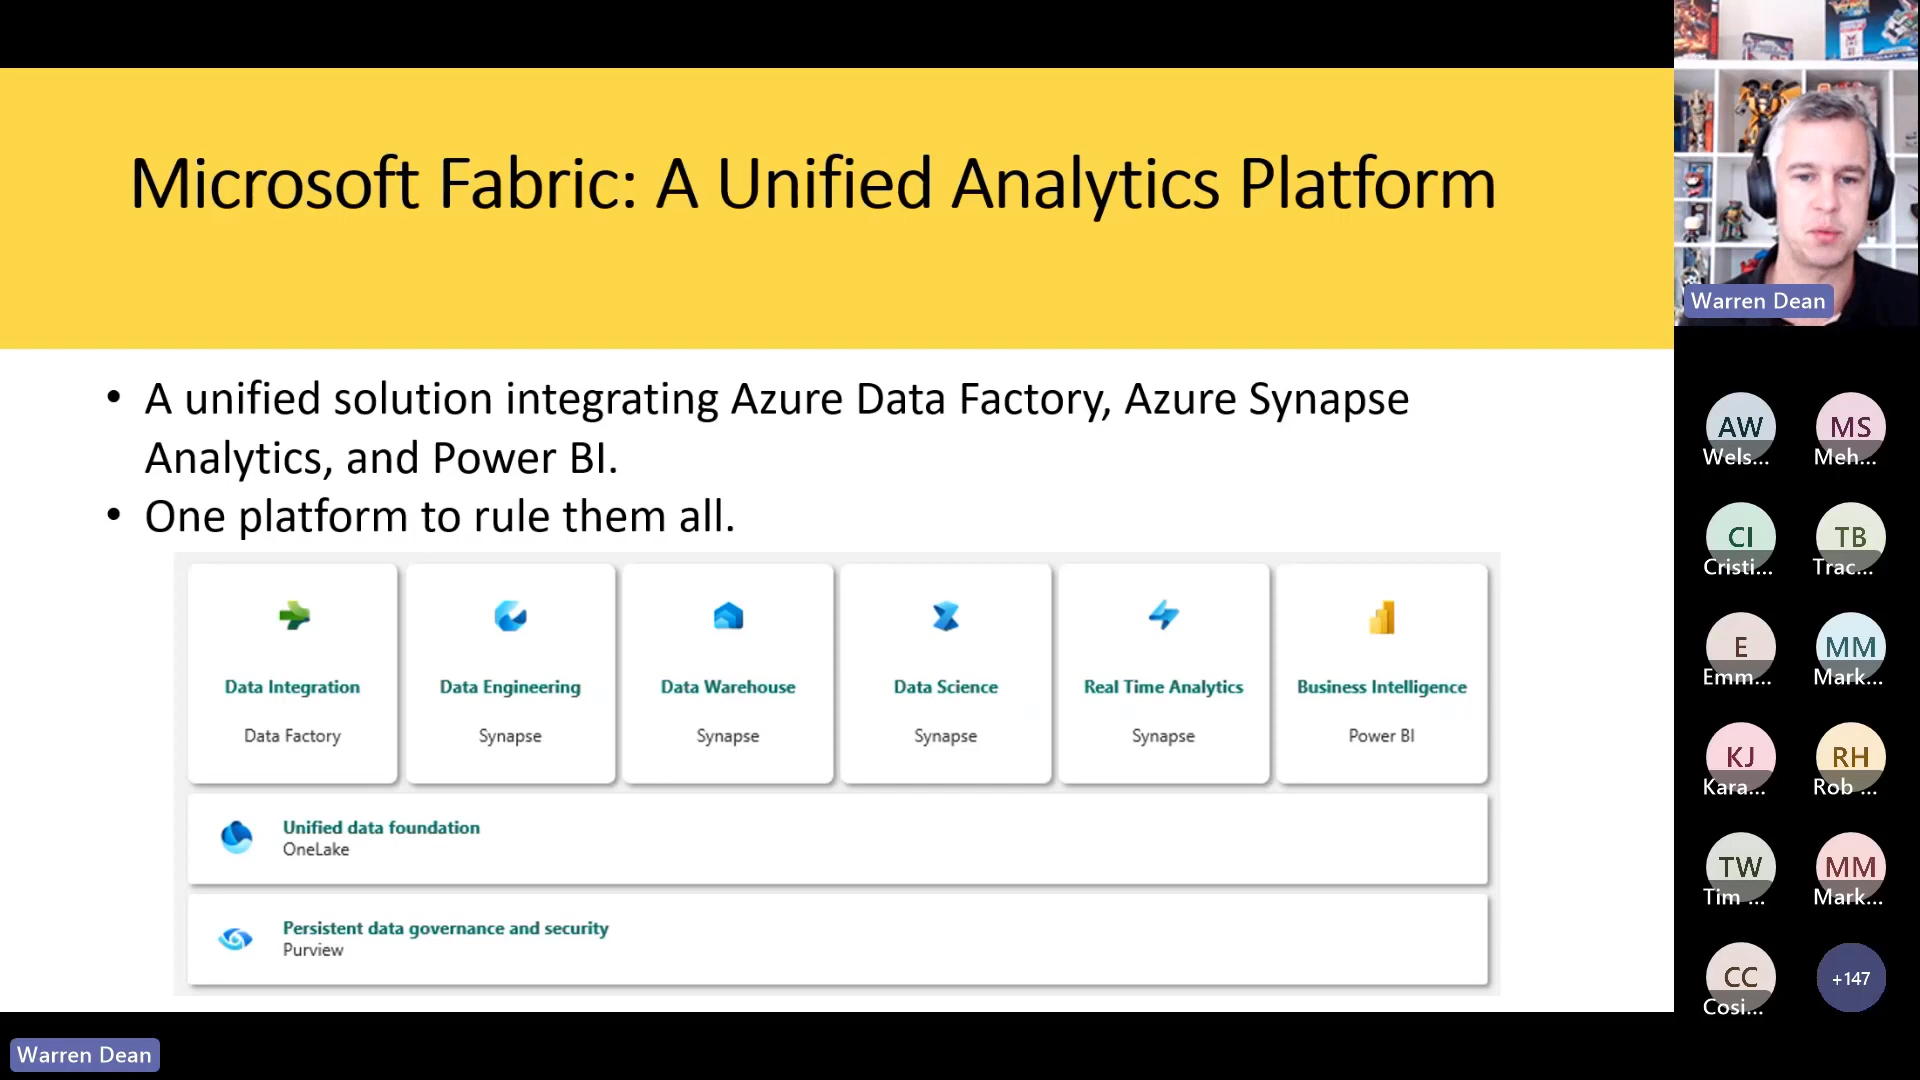 Microsoft Fabric: A Unified Analytics Platform
• A unified solution integrating Azure Data Factory, Azure Synapse
Analytics, and Power BI.
• One platform to rule them all.
Data Integration
Data Factory
Data Engineering
Synapse
Data Warehouse
Synapse
Data Science
Synapse
Real Time Analytics
Synapse
Business Intelligence
Power BI
Unified data foundation
OneLake
Persistent data governance and security
Purview
Warren Dean
Warren Dean
AW
Wels...
MS
Meh...
CI
Cristi...
TB
Trac...
E
Emm...
MM
Mark...
KJ
Kara...
RH
Rob ...
TW
Tim ...
MM
Mark...
CC
Cosi...
+147